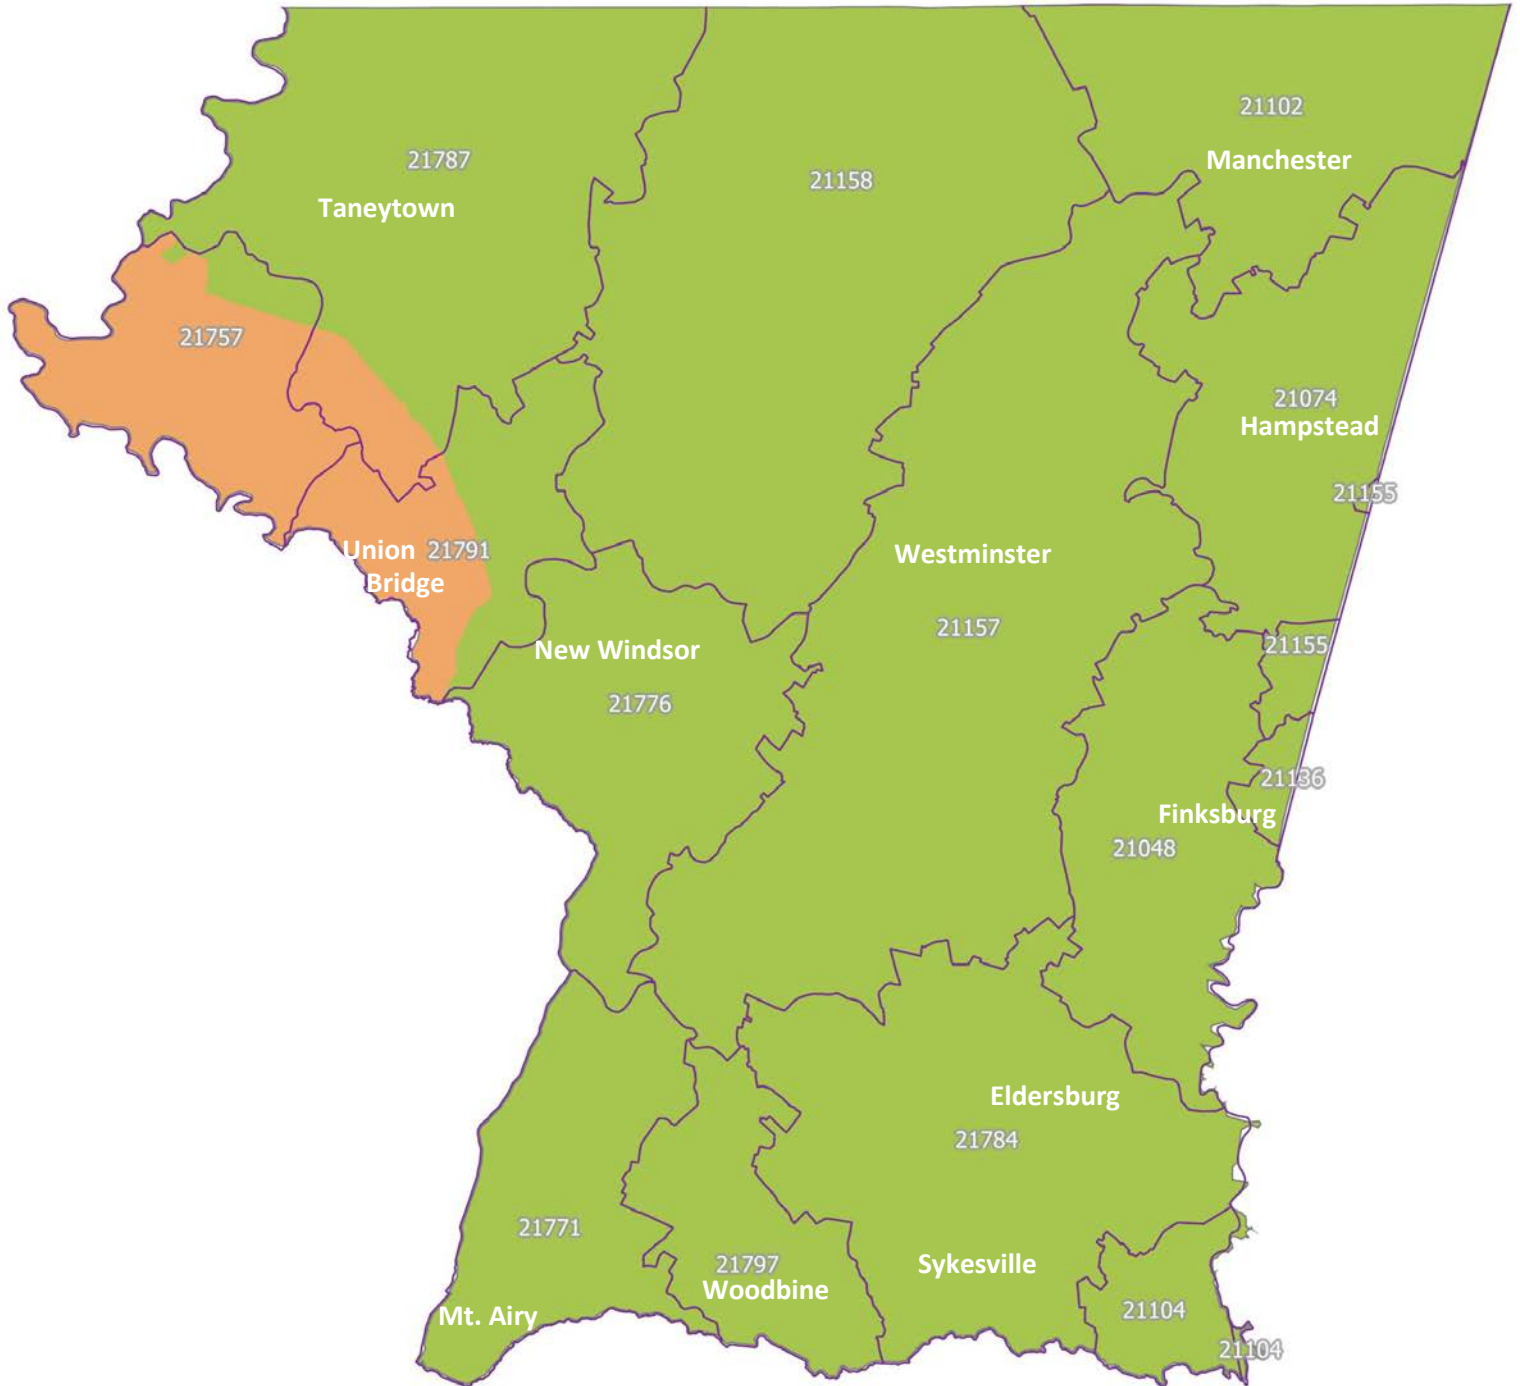 21102
21787
Manchester
21158
Taneytown
21757
21074
Hampstead
21155
Union 21791
Bridge
Westminster
21157
21155
New Windsor
21776
21136
Finksburg
21048
Eldersburg
21784
21771
21797
Woodbine
Sykesville
21104
Mt. Airy
21104